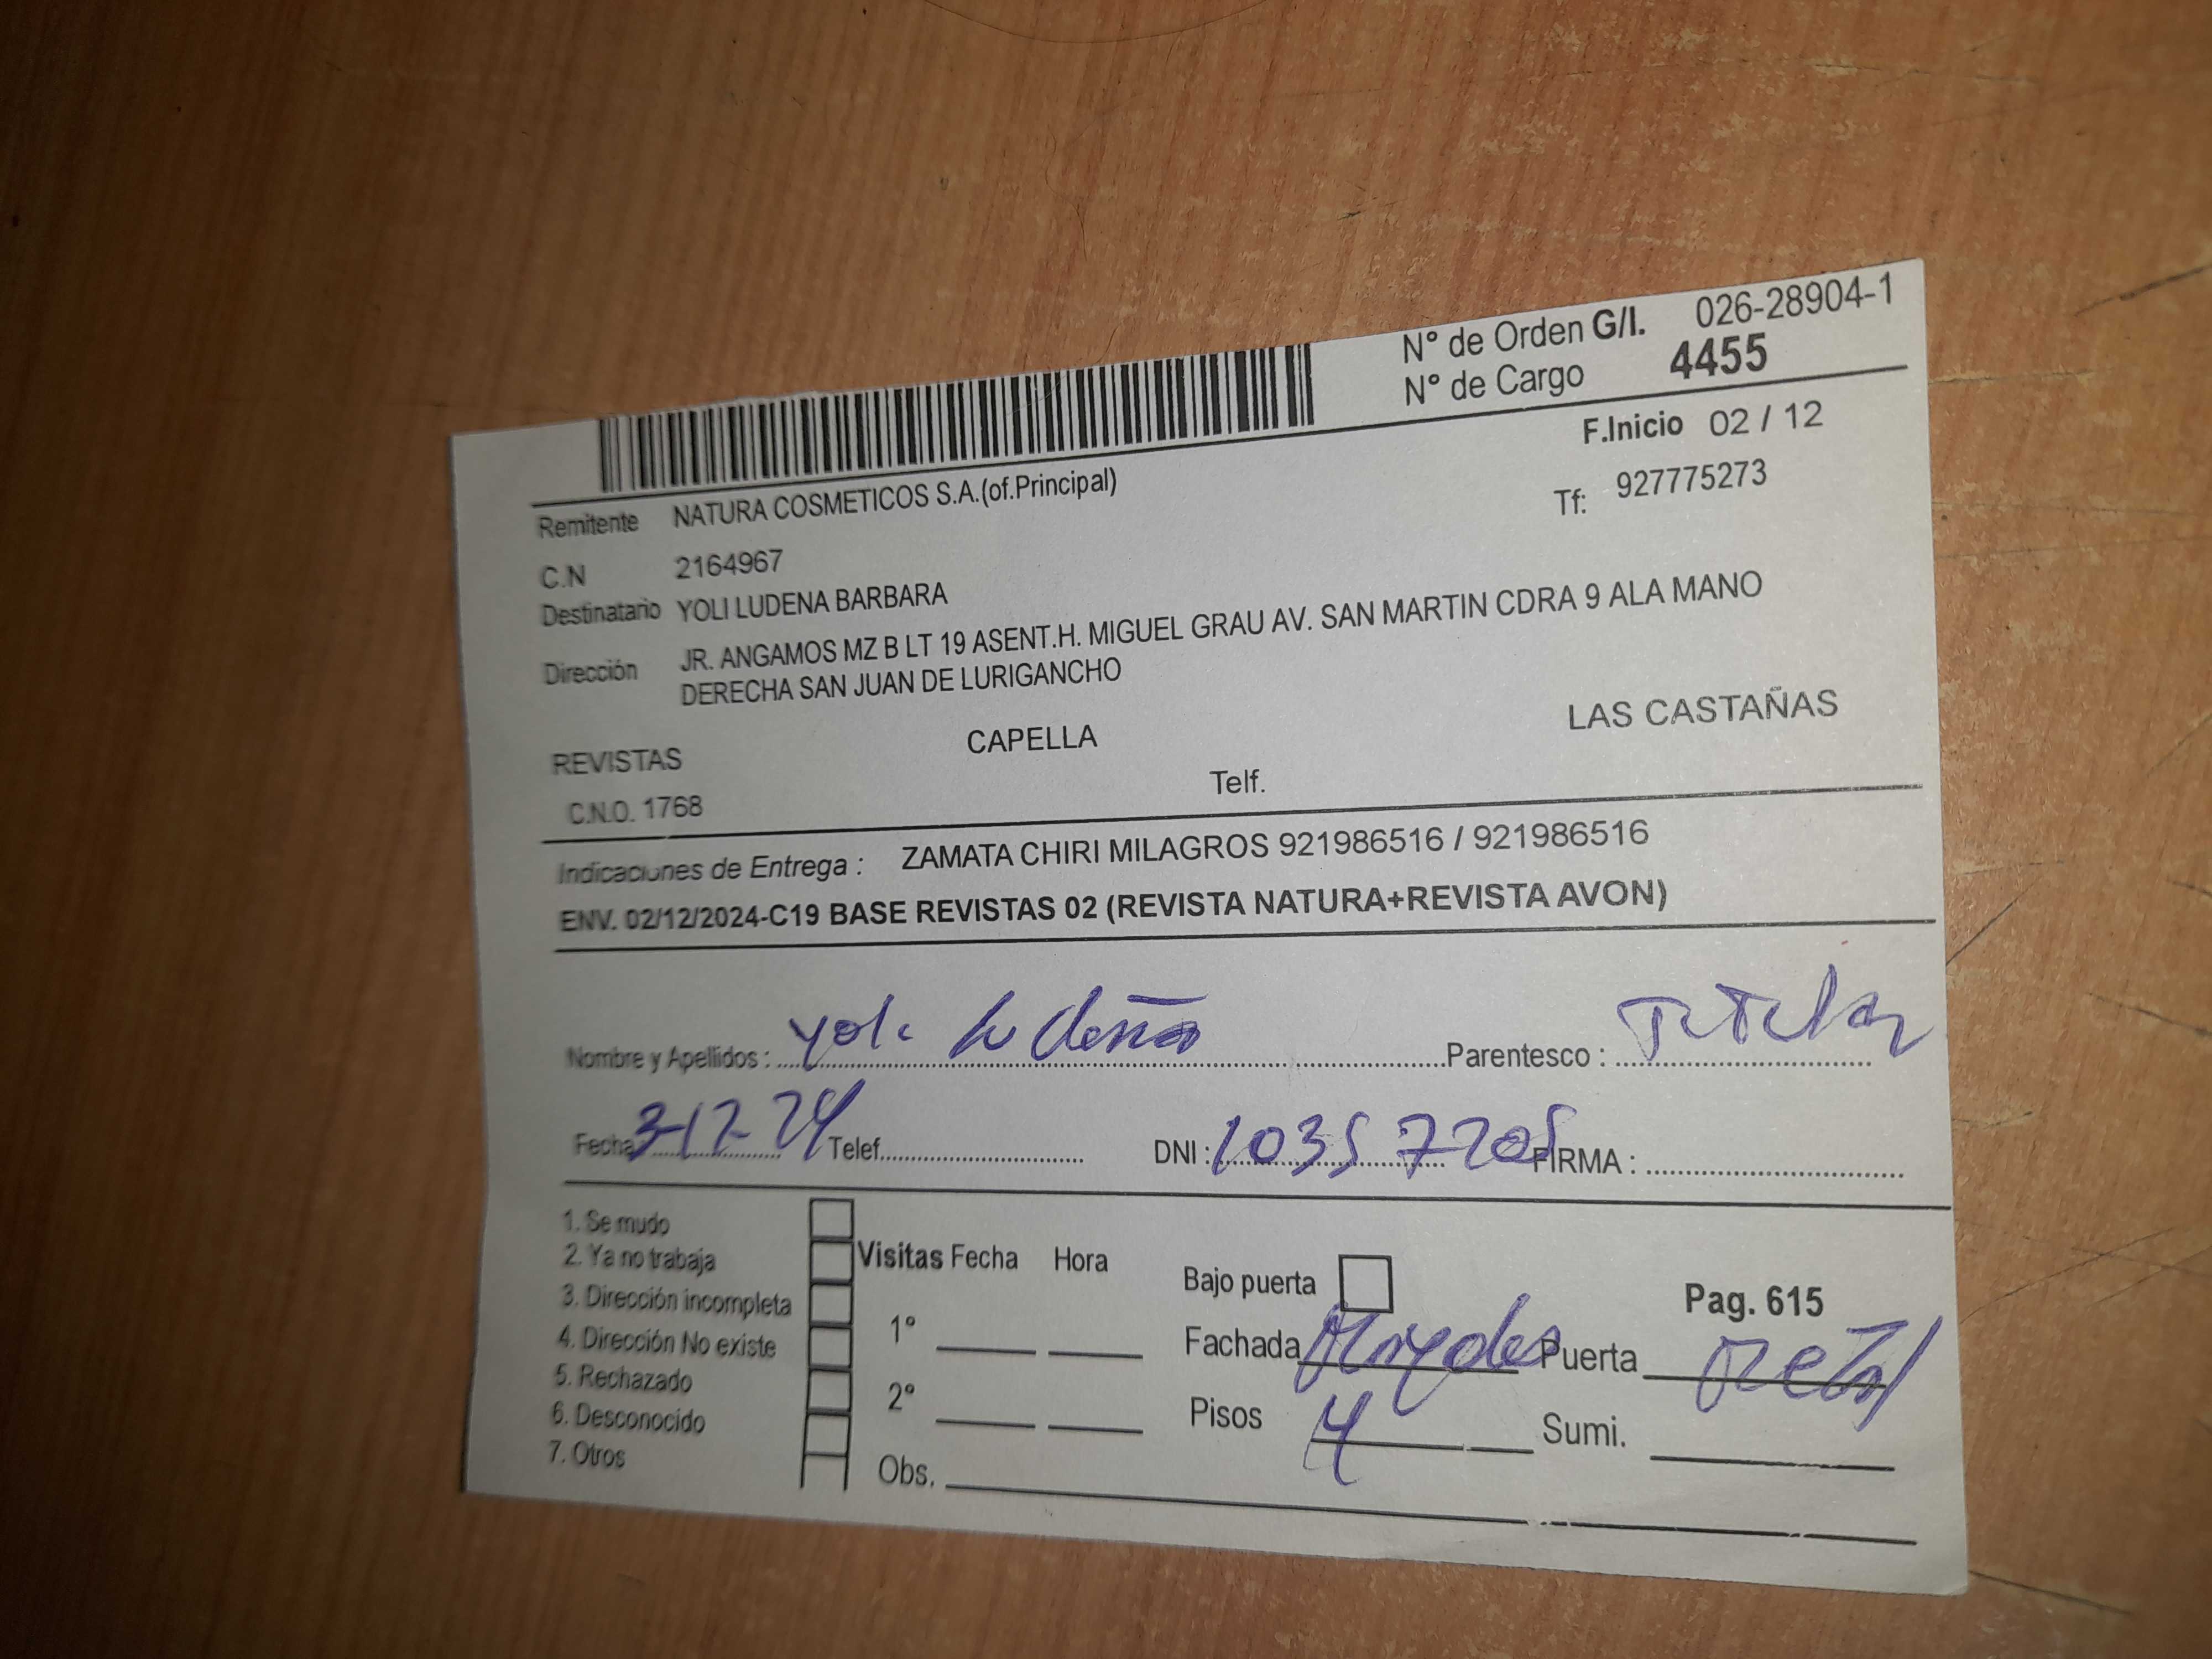 N° de Orden G/I. 026-28904-1
N° de Cargo 4455
F.Inicio 02 / 12
Remitente NATURA COSMETICOS S.A.(of.Principal)
Tf: 927775273
C.N 2164967
Destinatario YOLI LUDENA BARBARA
Dirección JR. ANGAMOS MZ B LT 19 ASENT.H. MIGUEL GRAU AV. SAN MARTIN CDRA 9 ALA MANO
DERECHA SAN JUAN DE LURIGANCHO
REVISTAS CAPELLA LAS CASTAÑAS
C.N.O. 1768 Telf.
Indicaciones de Entrega : ZAMATA CHIRI MILAGROS 921986516 / 921986516
ENV. 02/12/2024-C19 BASE REVISTAS 02 (REVISTA NATURA+REVISTA AVON)
Nombre y Apellidos : Yoli Ludeña Parentesco : Titular
Fecha 3-12-24 Telef. DNI : 10357205 FIRMA :
1. Se mudo
2. Ya no trabaja
3. Dirección incompleta
4. Dirección No existe
5. Rechazado
6. Desconocido
7. Otros
Visitas Fecha Hora
1°
2°
Obs.
Bajo puerta
Pag. 615
Fachada Puerta Metal
Pisos 4 Sumi.